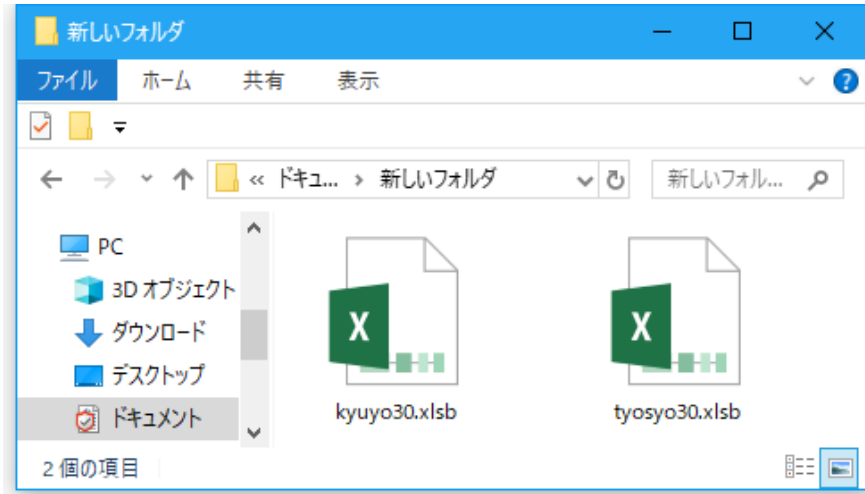 新しいフォルダ
ファイル ホーム 共有 表示
« ドキュ... › 新しいフォルダ 新しいフォル...
PC
3D オブジェクト
ダウンロード
デスクトップ
ドキュメント
kyuyo30.xlsb tyosyo30.xlsb
2 個の項目